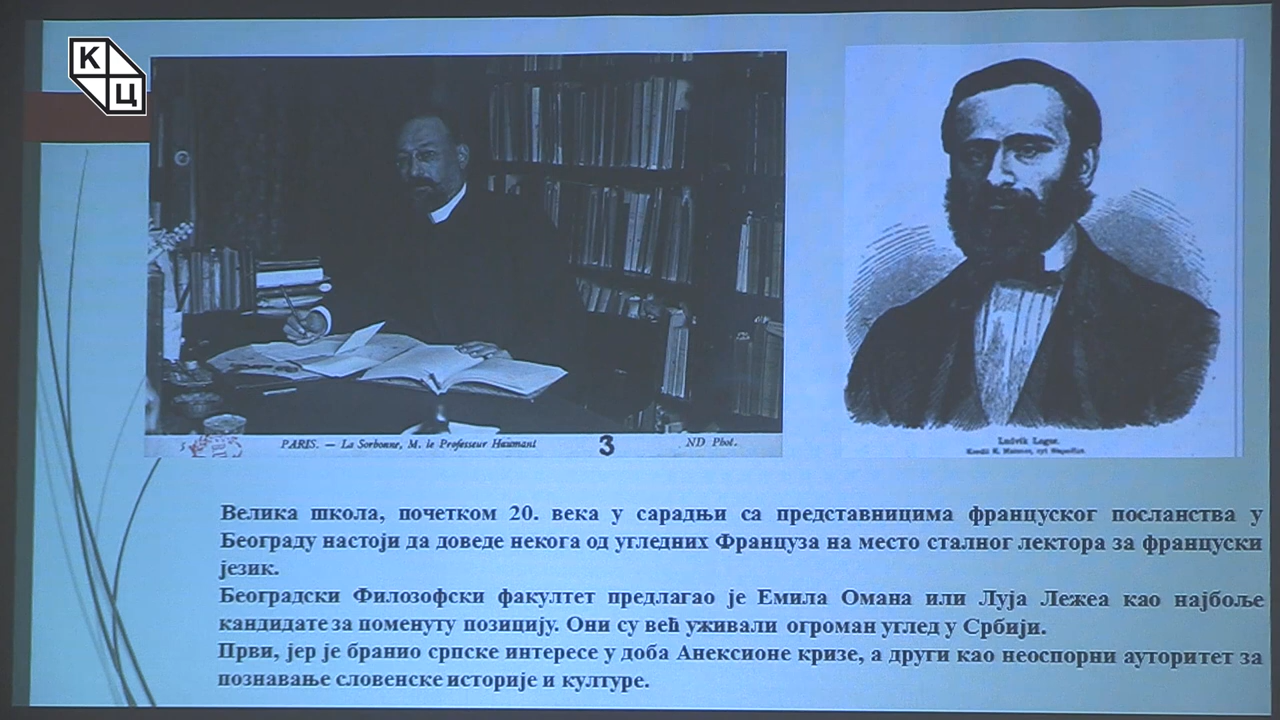 К
Ц
PARIS. — La Sorbonne, M. le Professeur Haumant
3
ND Phot.
Ludvik Leger.
Велика школа, почетком 20. века у сарадњи са представницима француског посланства у
Београду настоји да доведе некога од угледних Француза на место сталног лектора за француски
језик.
Београдски Филозофски факултет предлагао је Емила Омана или Луја Лежеа као најбоље
кандидате за поменуту позицију. Они су већ уживали огроман углед у Србији.
Први, јер је бранио српске интересе у доба Анексионе кризе, а други као неоспорни ауторитет за
познавање словенске историје и културе.